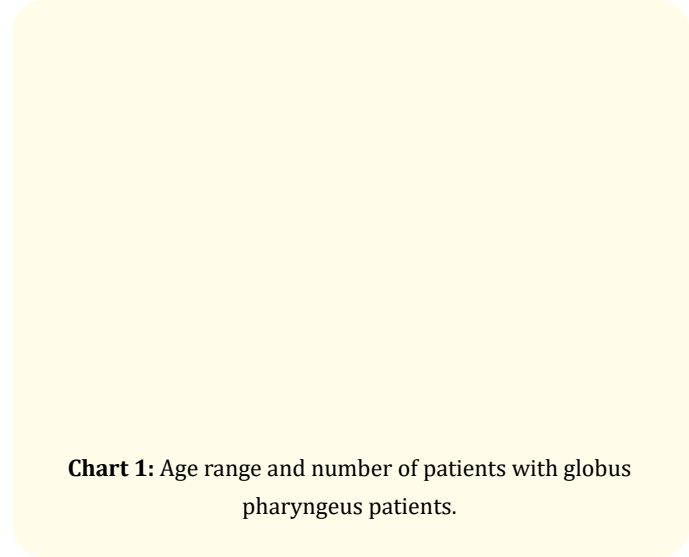 Chart 1: Age range and number of patients with globus
pharyngeus patients.